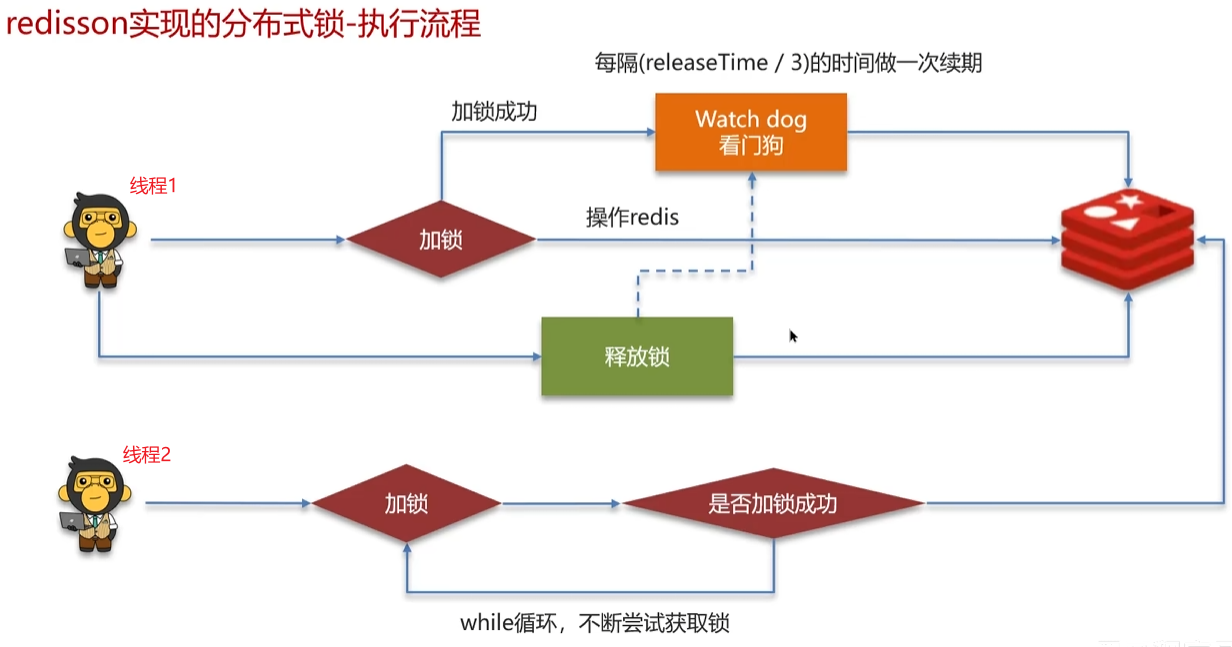 redisson实现的分布式锁-执行流程
每隔(releaseTime / 3)的时间做一次续期
加锁成功
Watch dog
看门狗
线程1
操作redis
加锁
释放锁
线程2
加锁
是否加锁成功
while循环，不断尝试获取锁